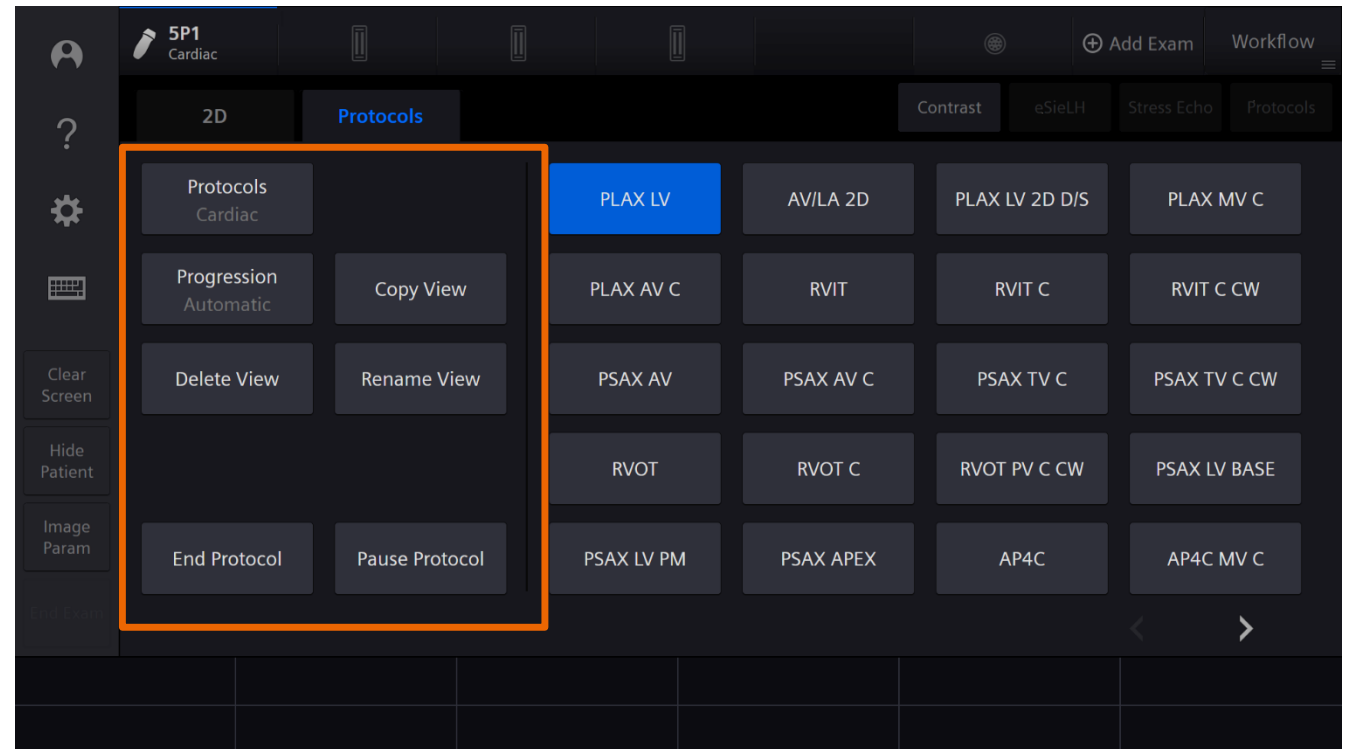 5P1
Cardiac
Add Exam
Workflow
2D
Protocols
Contrast
eSieLH
Stress Echo
Protocols
Protocols
Cardiac
PLAX LV
AV/LA 2D
PLAX LV 2D D/S
PLAX MV C
Progression
Automatic
Copy View
PLAX AV C
RVIT
RVIT C
RVIT C CW
Clear
Screen
Delete View
Rename View
PSAX AV
PSAX AV C
PSAX TV C
PSAX TV C CW
Hide
Patient
RVOT
RVOT C
RVOT PV C CW
PSAX LV BASE
Image
Param
End Protocol
Pause Protocol
PSAX LV PM
PSAX APEX
AP4C
AP4C MV C
End Exam